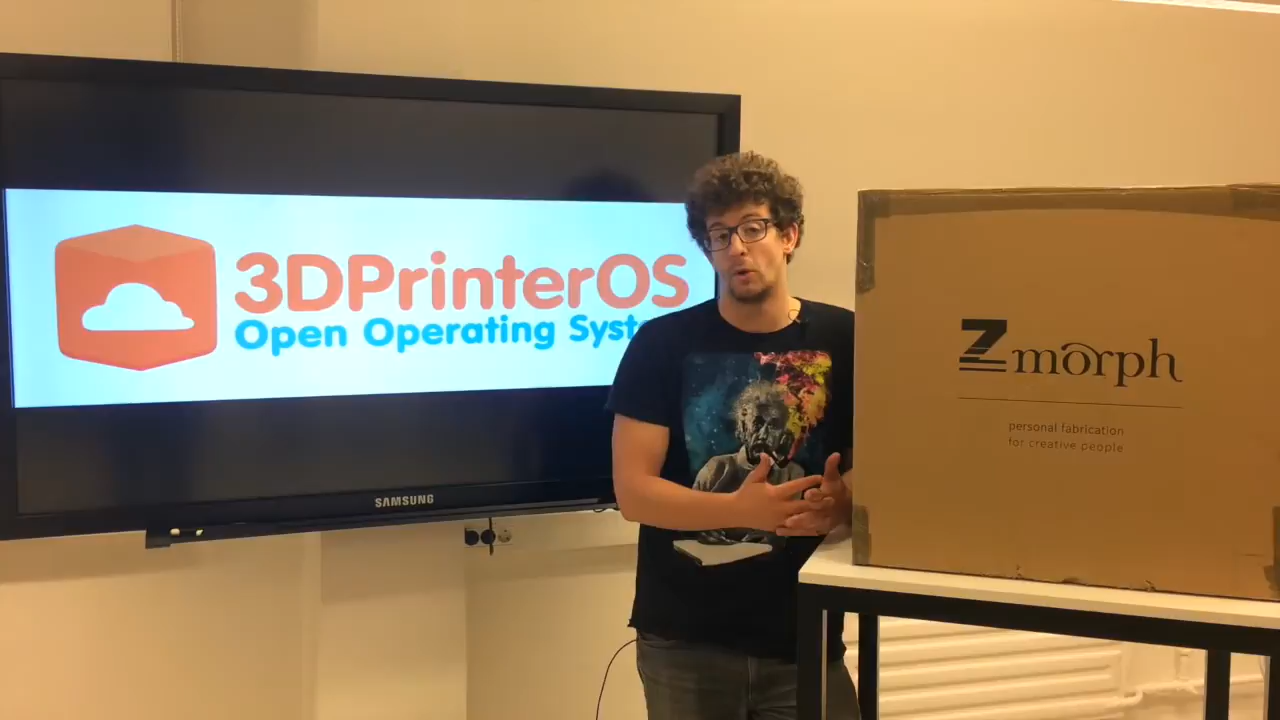 3DPrinterOS
Open Operating Syst
SAMSUNG
Zmorph
personal fabrication
for creative people